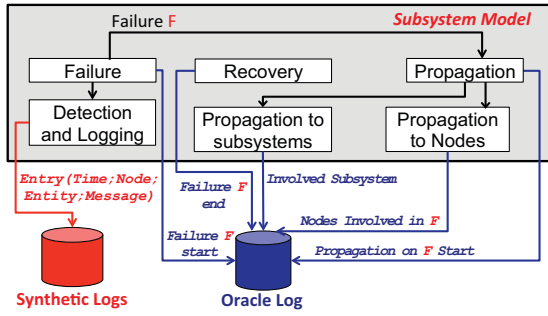 Failure F
Subsystem Model
Failure
Recovery
Propagation
Detection
and Logging
Propagation to
subsystems
Propagation
to Nodes
Entry(Time;Node;
Entity;Message)
Failure F
end
Involved Subsystem
Nodes Involved in F
Failure F
start
Propagation on F Start
Synthetic Logs
Oracle Log